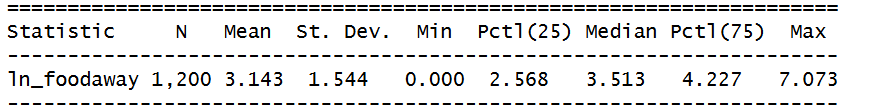 =====================================================================
Statistic     N   Mean  St. Dev.  Min  Pctl(25) Median Pctl(75)  Max
---------------------------------------------------------------------
ln_foodaway 1,200 3.143  1.544   0.000  2.568   3.513   4.227   7.073
---------------------------------------------------------------------